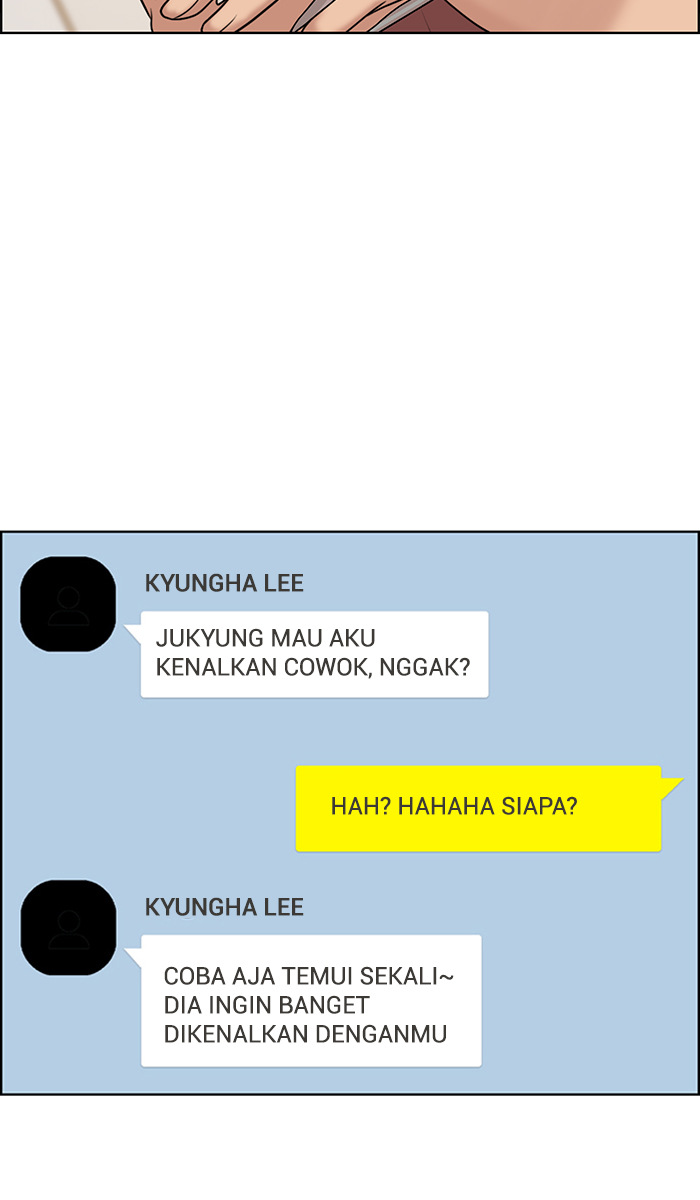 KYUNGHA LEE
JUKYUNG MAU AKU
KENALKAN COWOK, NGGAK?
HAH? HAHAHA SIAPA?
KYUNGHA LEE
COBA AJA TEMUI SEKALI~
DIA INGIN BANGET
DIKENALKAN DENGANMU